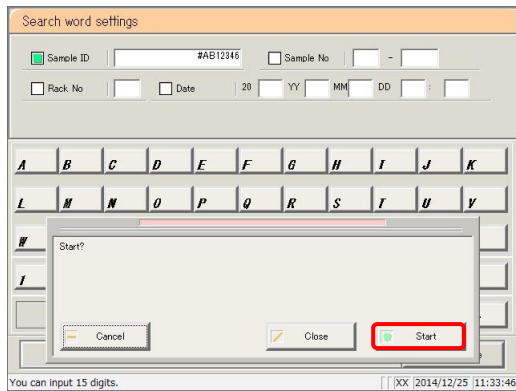 Search word settings
Sample ID #AB12346 Sample No -
Rack No Date 20 YY MM DD :
A B C D E F G H I J K
L M N O P Q R S T U V
W
Start?
1
Cancel Close Start
You can input 15 digits. XX 2014/12/25 11:33:46